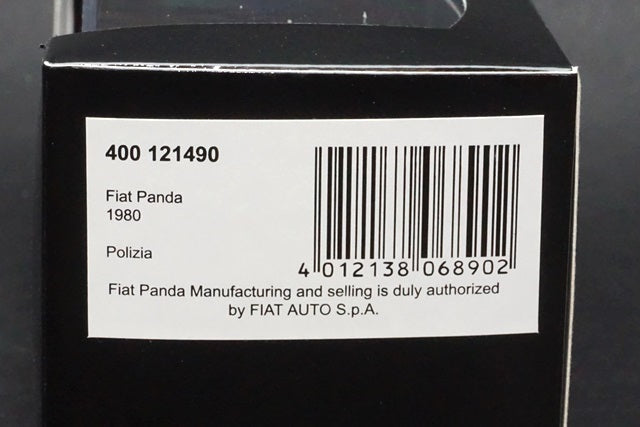 400 121490
Fiat Panda
1980
Polizia
4 012138 068902
Fiat Panda Manufacturing and selling is duly authorized
by FIAT AUTO S.p.A.